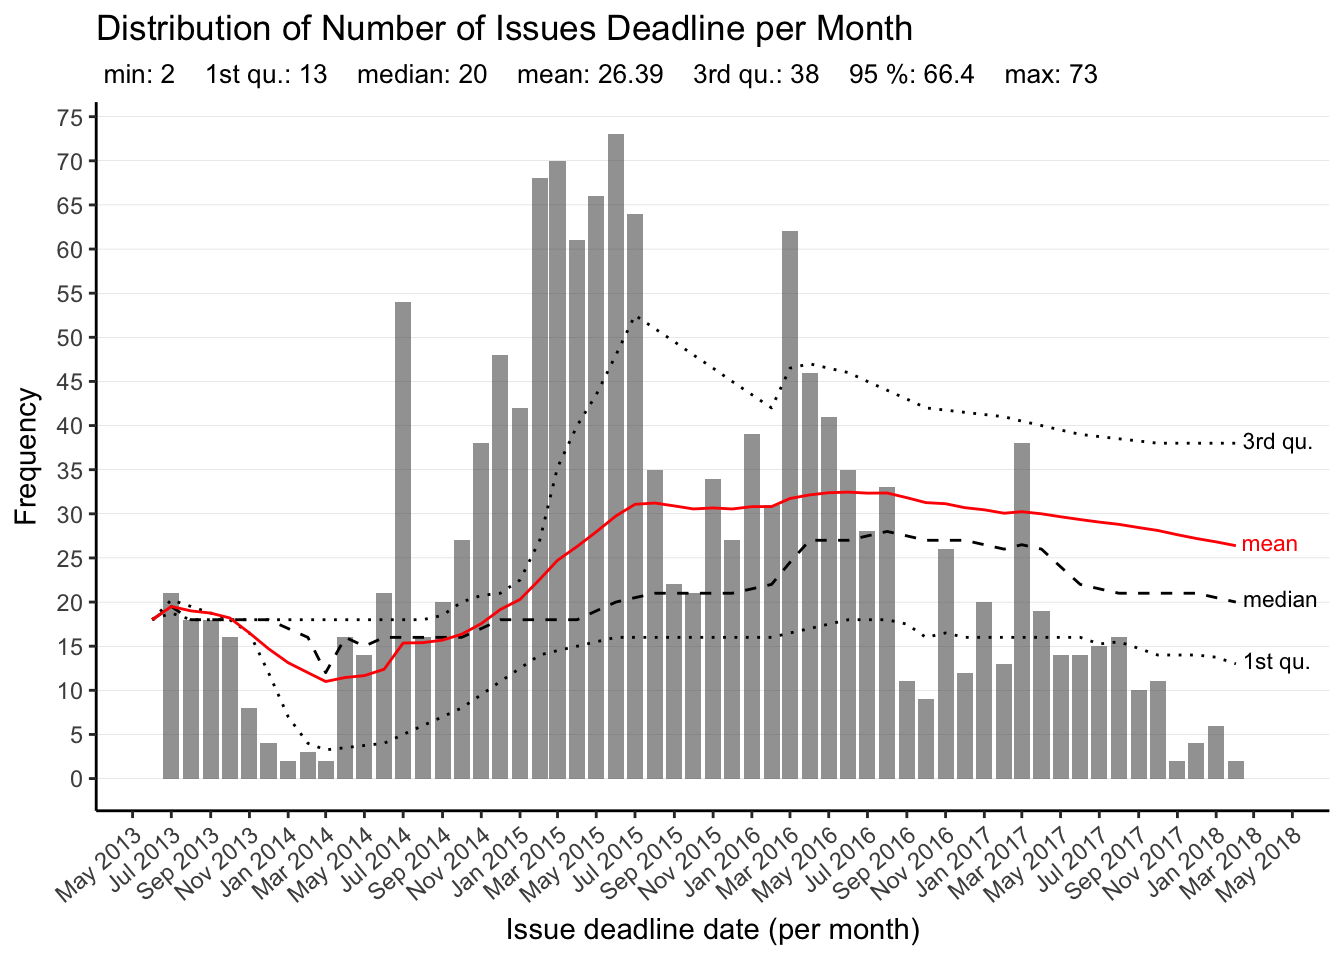 Distribution of Number of Issues Deadline per Month
min: 2 1st qu.: 13 median: 20 mean: 26.39 3rd qu.: 38 95 %: 66.4 max: 73
75
70
65
60
55
50
45
40
35
30
25
20
15
10
5
0
Frequency
3rd qu.
mean
median
1st qu.
May 2013
Jul 2013
Sep 2013
Nov 2013
Jan 2014
Mar 2014
May 2014
Jul 2014
Sep 2014
Nov 2014
Jan 2015
Mar 2015
May 2015
Jul 2015
Sep 2015
Nov 2015
Jan 2016
Mar 2016
May 2016
Jul 2016
Sep 2016
Nov 2016
Jan 2017
Mar 2017
May 2017
Jul 2017
Sep 2017
Nov 2017
Jan 2018
Mar 2018
May 2018
Issue deadline date (per month)